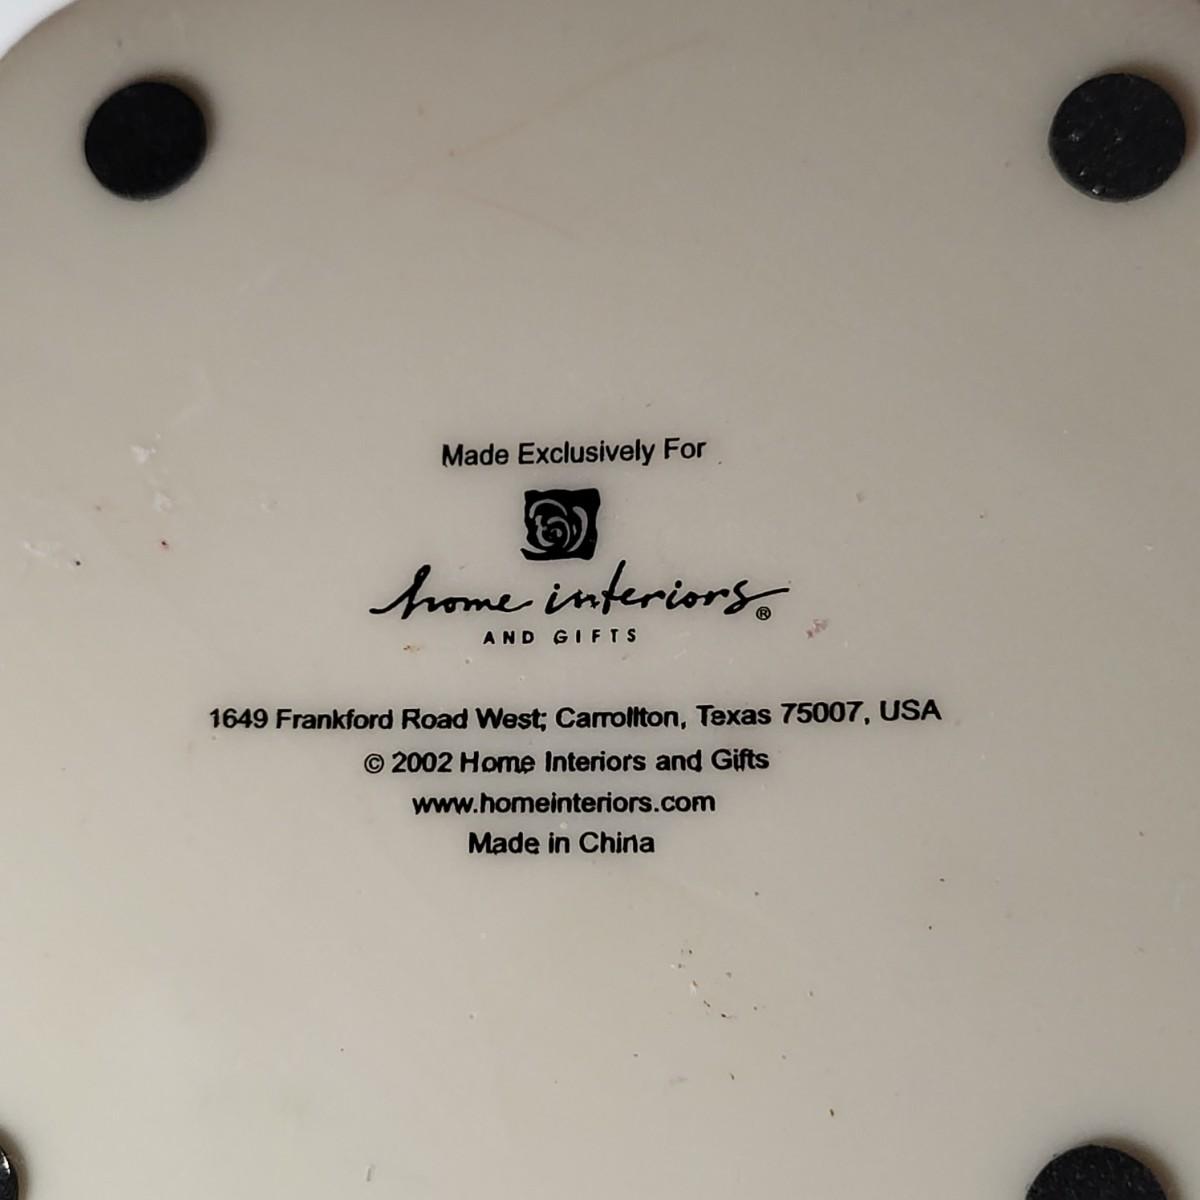 Made Exclusively For
home interiors®
AND GIFTS
1649 Frankford Road West; Carrollton, Texas 75007, USA
© 2002 Home Interiors and Gifts
www.homeinteriors.com
Made in China